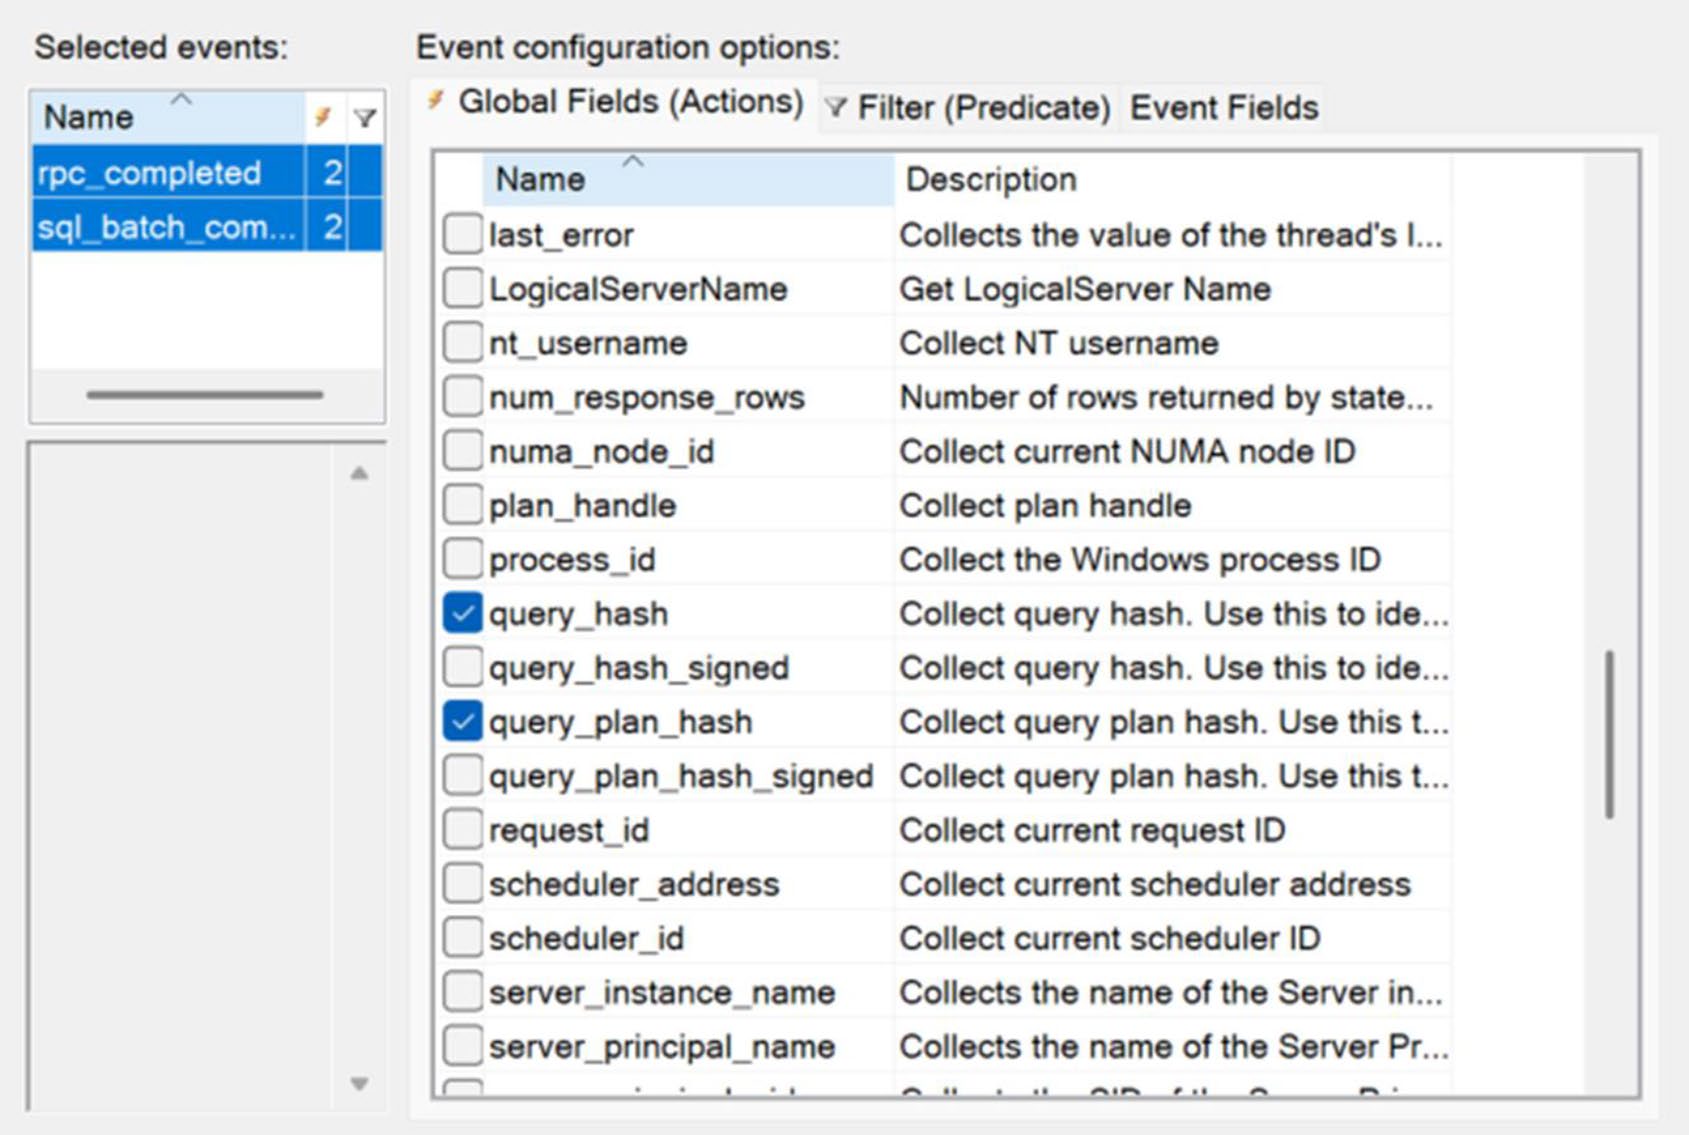 Selected events:
Name
rpc_completed 2
sql_batch_com... 2
Event configuration options:
Global Fields (Actions) Filter (Predicate) Event Fields
Name Description
last_error Collects the value of the thread's l...
LogicalServerName Get LogicalServer Name
nt_username Collect NT username
num_response_rows Number of rows returned by state...
numa_node_id Collect current NUMA node ID
plan_handle Collect plan handle
process_id Collect the Windows process ID
query_hash Collect query hash. Use this to ide...
query_hash_signed Collect query hash. Use this to ide...
query_plan_hash Collect query plan hash. Use this t...
query_plan_hash_signed Collect query plan hash. Use this t...
request_id Collect current request ID
scheduler_address Collect current scheduler address
scheduler_id Collect current scheduler ID
server_instance_name Collects the name of the Server in...
server_principal_name Collects the name of the Server Pr...